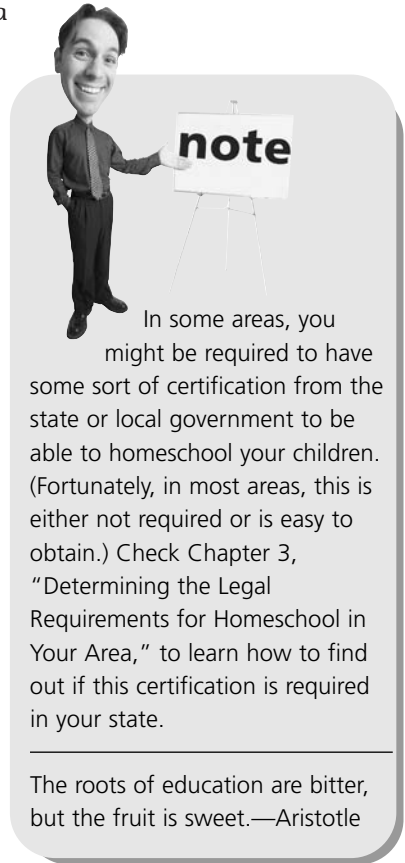 a
note
In some areas, you
might be required to have
some sort of certification from the
state or local government to be
able to homeschool your children.
(Fortunately, in most areas, this is
either not required or is easy to
obtain.) Check Chapter 3,
“Determining the Legal
Requirements for Homeschool in
Your Area,” to learn how to find
out if this certification is required
in your state.
The roots of education are bitter,
but the fruit is sweet.—Aristotle